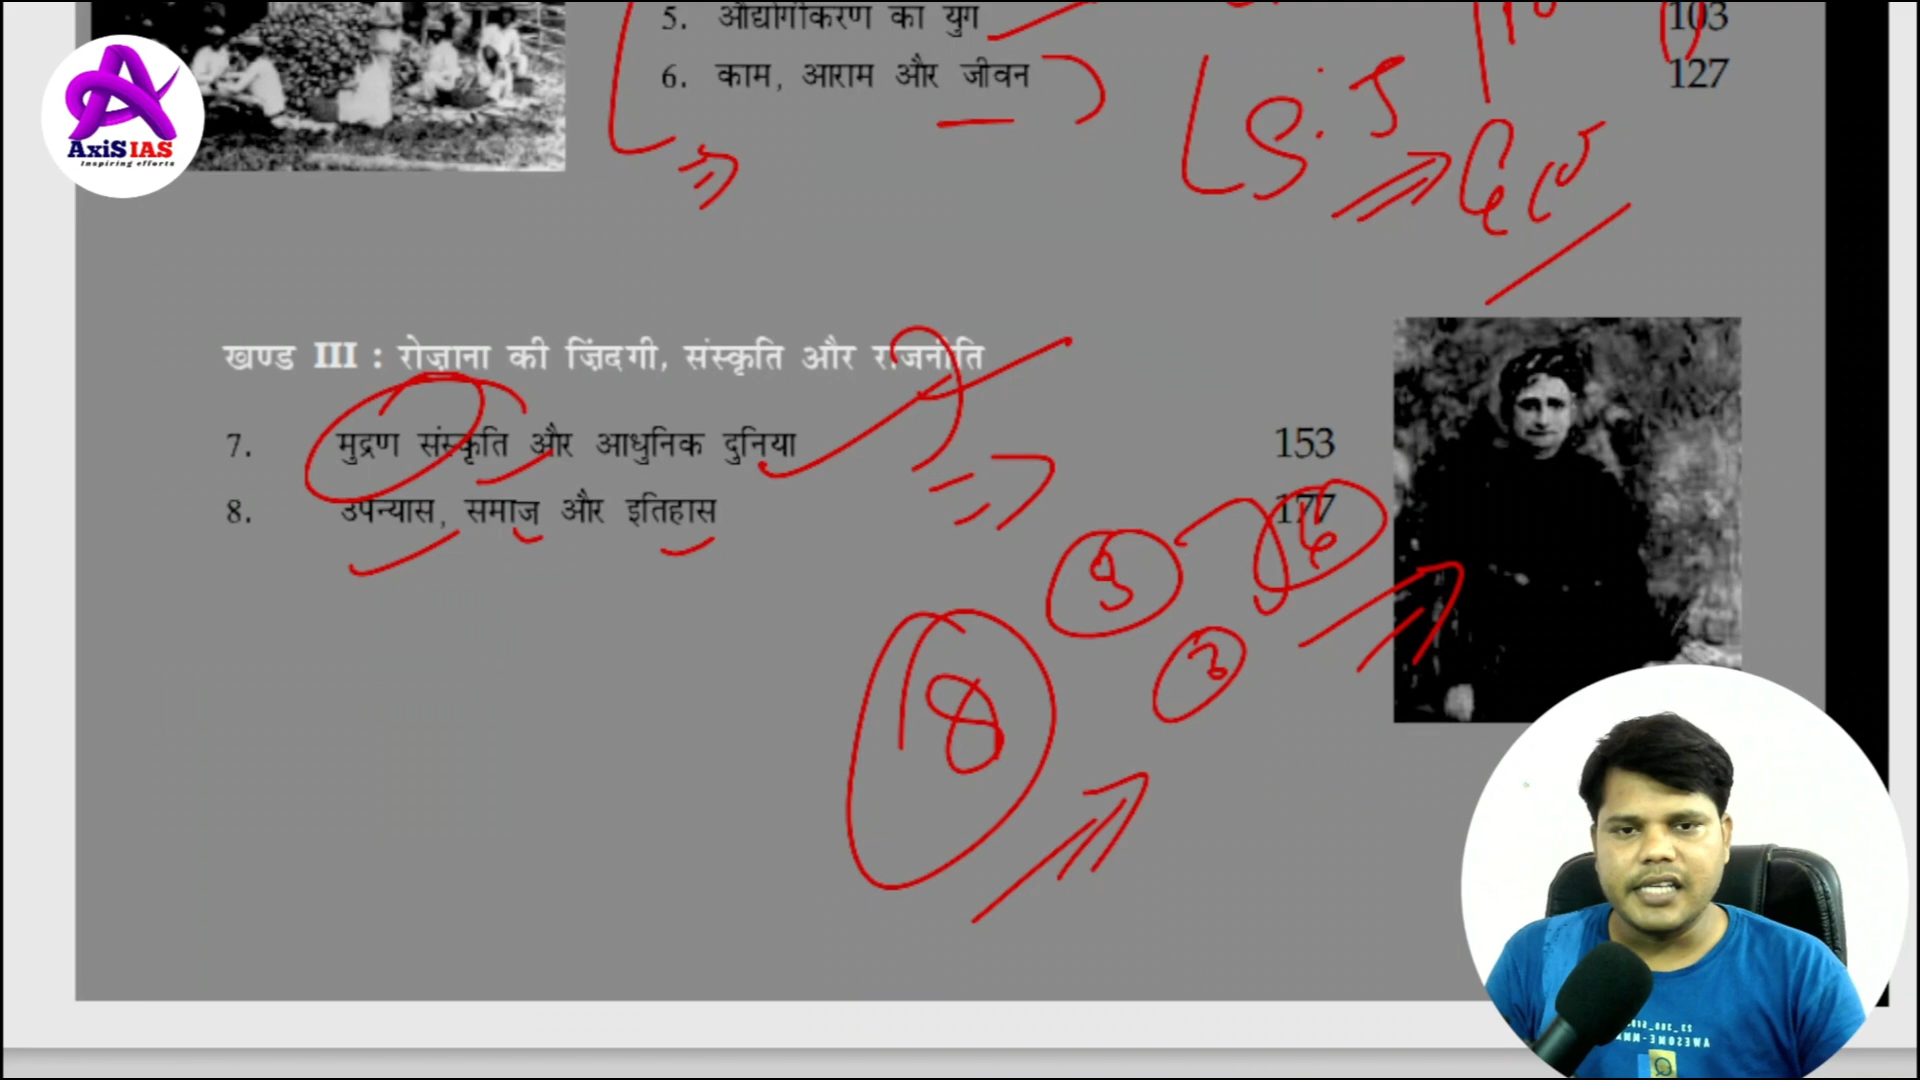 5. औद्योगीकरण का युग 103
6. काम, आराम और जीवन 127
AxiS IAS
Inspiring efforts
S.J
खण्ड III : रोज़ाना की ज़िंदगी, संस्कृति और राजनीति
7. मुद्रण संस्कृति और आधुनिक दुनिया 153
8. उपन्यास, समाज और इतिहास 177